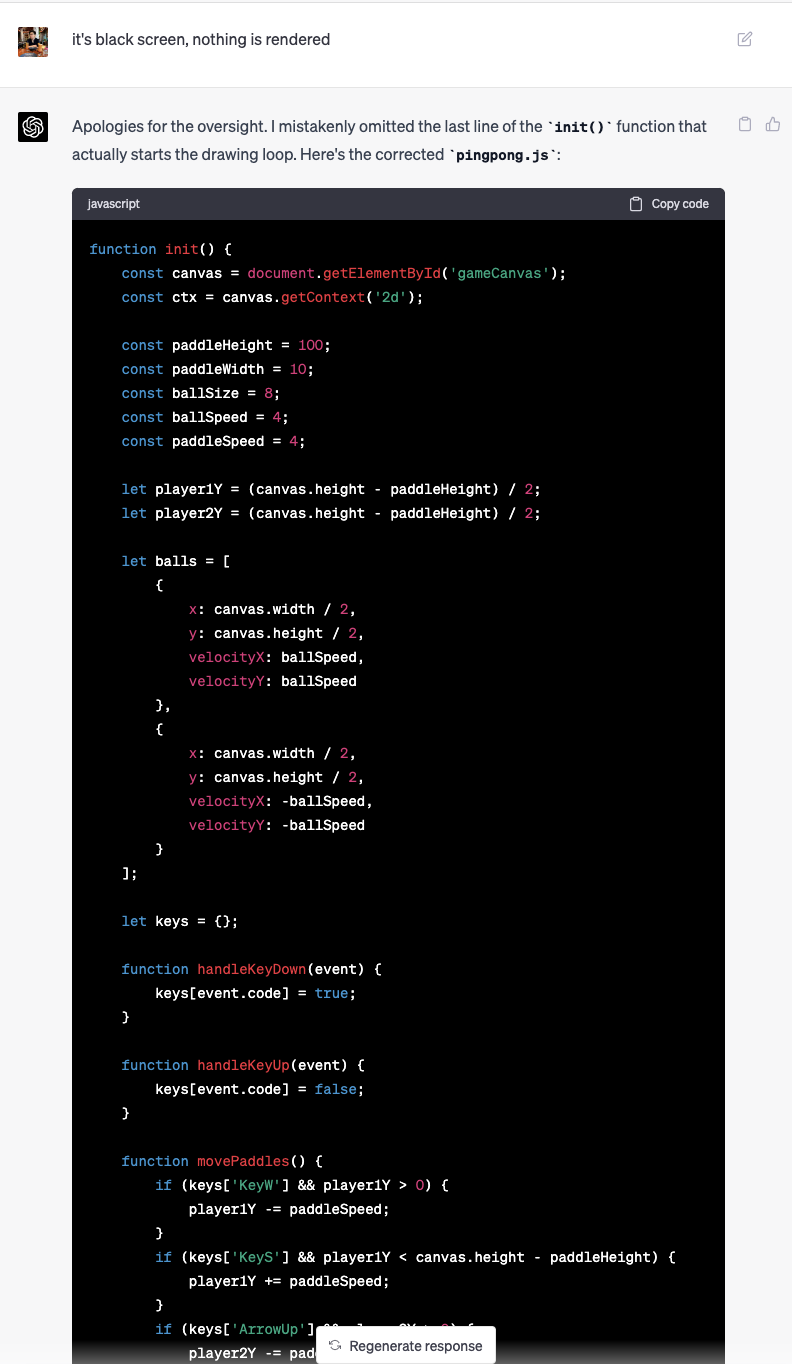 it's black screen, nothing is rendered
Apologies for the oversight. I mistakenly omitted the last line of the `init()` function that
actually starts the drawing loop. Here's the corrected `pingpong.js`:
javascript
Copy code
function init() {
    const canvas = document.getElementById('gameCanvas');
    const ctx = canvas.getContext('2d');
    const paddleHeight = 100;
    const paddleWidth = 10;
    const ballSize = 8;
    const ballSpeed = 4;
    const paddleSpeed = 4;
    let player1Y = (canvas.height - paddleHeight) / 2;
    let player2Y = (canvas.height - paddleHeight) / 2;
    let balls = [
        {
            x: canvas.width / 2,
            y: canvas.height / 2,
            velocityX: ballSpeed,
            velocityY: ballSpeed
        },
        {
            x: canvas.width / 2,
            y: canvas.height / 2,
            velocityX: -ballSpeed,
            velocityY: -ballSpeed
        }
    ];
    let keys = {};
    function handleKeyDown(event) {
        keys[event.code] = true;
    }
    function handleKeyUp(event) {
        keys[event.code] = false;
    }
    function movePaddles() {
        if (keys['KeyW'] && player1Y > 0) {
            player1Y -= paddleSpeed;
        }
        if (keys['KeyS'] && player1Y < canvas.height - paddleHeight) {
            player1Y += paddleSpeed;
        }
        if (keys['ArrowUp']
            player2Y -=
Regenerate response